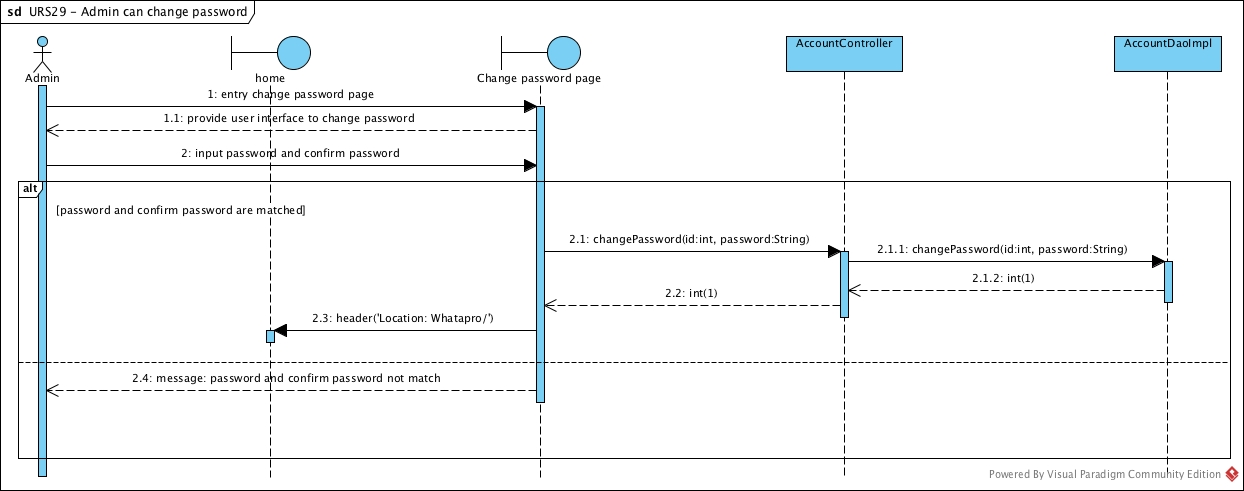 sd URS29 – Admin can change password
AccountController
AccountDaoImpl
Admin
home
Change password page
1: entry change password page
1.1: provide user interface to change password
2: input password and confirm password
alt
[password and confirm password are matched]
2.1: changePassword(id:int, password:String)
2.1.1: changePassword(id:int, password:String)
2.1.2: int(1)
2.2: int(1)
2.3: header('Location: Whatapro/')
2.4: message: password and confirm password not match
Powered By Visual Paradigm Community Edition